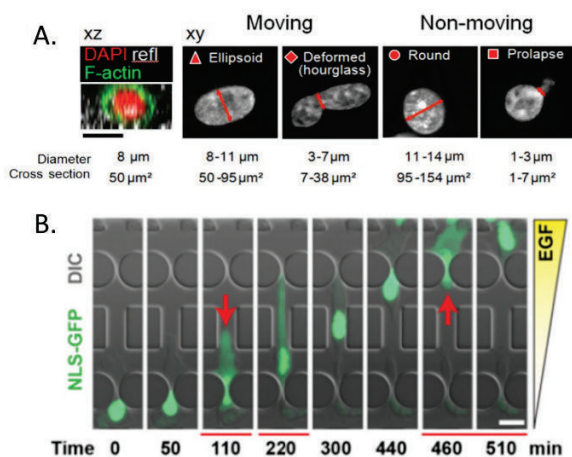 A.
xz
xy
Moving
Non-moving
DAPI refl
F-actin
Ellipsoid
Deformed
(hourglass)
Round
Prolapse
Diameter 8 µm 8-11 µm 3-7 µm 11-14 µm 1-3 µm
Cross section 50 µm² 50-95 µm² 7-38 µm² 95-154 µm² 1-7 µm²
B.
NLS-GFP DIC
EGF
Time 0 50 110 220 300 440 460 510 min